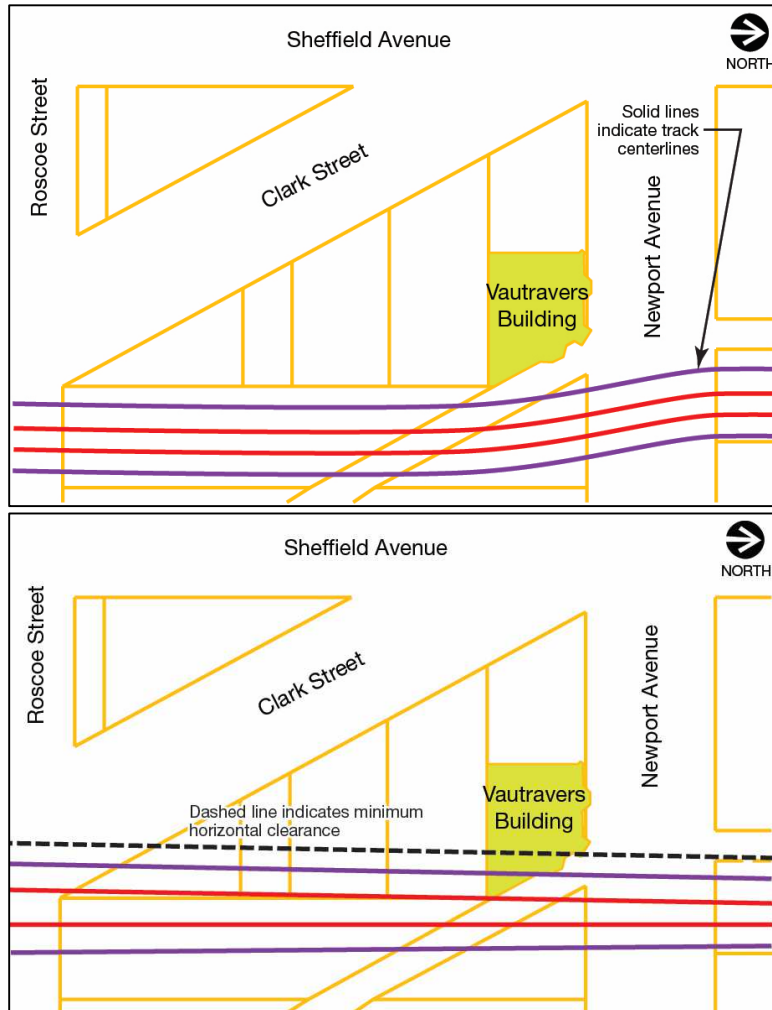 Sheffield Avenue
NORTH
Roscoe Street
Solid lines
indicate track
centerlines
Clark Street
Newport Avenue
Vautravers
Building
Sheffield Avenue
NORTH
Roscoe Street
Clark Street
Newport Avenue
Dashed line indicates minimum
horizontal clearance
Vautravers
Building